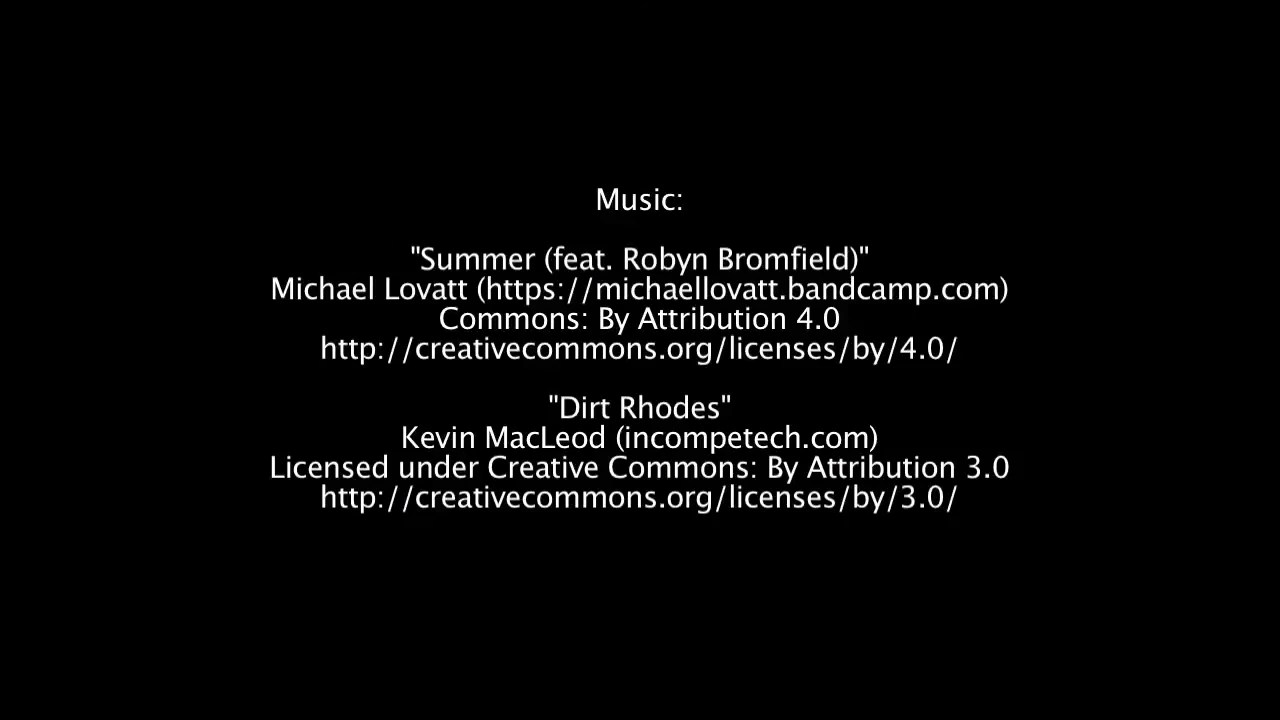 Music:
"Summer (feat. Robyn Bromfield)"
Michael Lovatt (https://michaellovatt.bandcamp.com)
Commons: By Attribution 4.0
http://creativecommons.org/licenses/by/4.0/
"Dirt Rhodes"
Kevin MacLeod (incompetech.com)
Licensed under Creative Commons: By Attribution 3.0
http://creativecommons.org/licenses/by/3.0/